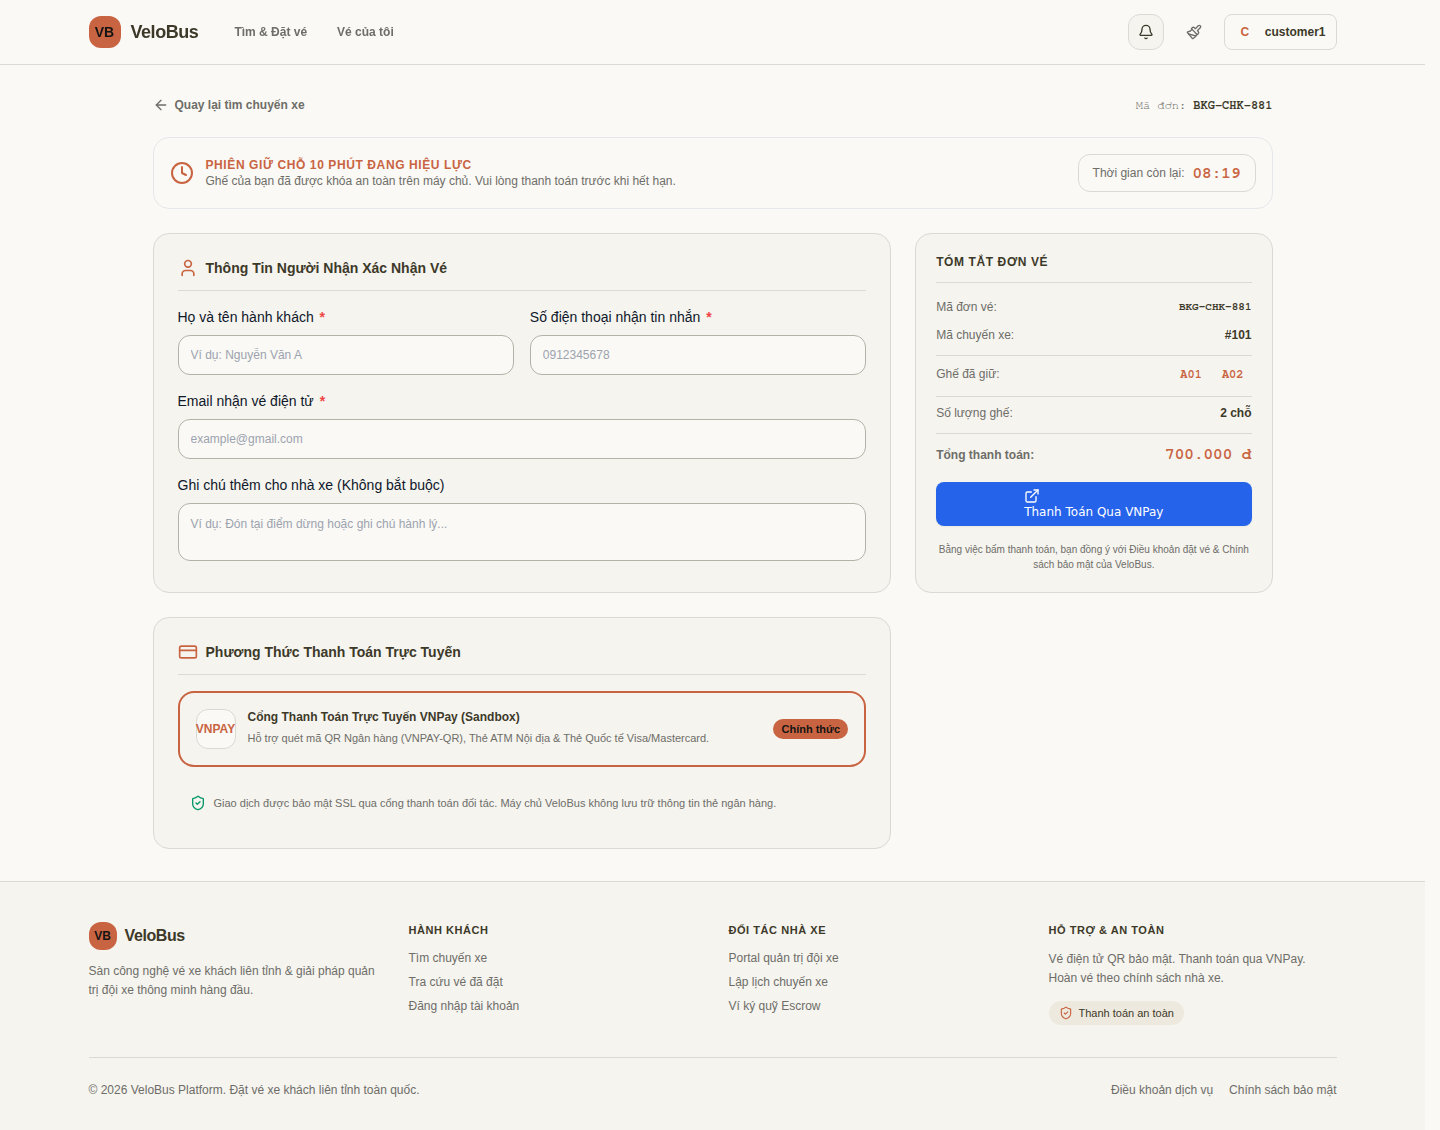 VB VeloBus Tìm & Đặt vé Vé của tôi C customer1
Quay lại tìm chuyến xe Mã đơn: BKG-CHK-881
PHIÊN GIỮ CHỖ 10 PHÚT ĐANG HIỆU LỰC
Ghế của bạn đã được khóa an toàn trên máy chủ. Vui lòng thanh toán trước khi hết hạn.
Thời gian còn lại: 08:19
Thông Tin Người Nhận Xác Nhận Vé
Họ và tên hành khách *
Số điện thoại nhận tin nhắn *
Ví dụ: Nguyễn Văn A
0912345678
Email nhận vé điện tử *
example@gmail.com
Ghi chú thêm cho nhà xe (Không bắt buộc)
Ví dụ: Đón tại điểm dừng hoặc ghi chú hành lý...
TÓM TẮT ĐƠN VÉ
Mã đơn vé: BKG-CHK-881
Mã chuyến xe: #101
Ghế đã giữ: A01 A02
Số lượng ghế: 2 chỗ
Tổng thanh toán: 700.000 đ
Thanh Toán Qua VNPay
Bằng việc bấm thanh toán, bạn đồng ý với Điều khoản đặt vé & Chính
sách bảo mật của VeloBus.
Phương Thức Thanh Toán Trực Tuyến
VNPAY
Cổng Thanh Toán Trực Tuyến VNPay (Sandbox)
Hỗ trợ quét mã QR Ngân hàng (VNPAY-QR), Thẻ ATM Nội địa & Thẻ Quốc tế Visa/Mastercard.
Chính thức
Giao dịch được bảo mật SSL qua cổng thanh toán đối tác. Máy chủ VeloBus không lưu trữ thông tin thẻ ngân hàng.
VB VeloBus
Sàn công nghệ vé xe khách liên tỉnh & giải pháp quản
trị đội xe thông minh hàng đầu.
HÀNH KHÁCH
Tìm chuyến xe
Tra cứu vé đã đặt
Đăng nhập tài khoản
ĐỐI TÁC NHÀ XE
Portal quản trị đội xe
Lập lịch chuyến xe
Ví ký quỹ Escrow
HỖ TRỢ & AN TOÀN
Vé điện tử QR bảo mật. Thanh toán qua VNPay.
Hoàn vé theo chính sách nhà xe.
Thanh toán an toàn
© 2026 VeloBus Platform. Đặt vé xe khách liên tỉnh toàn quốc.
Điều khoản dịch vụ Chính sách bảo mật